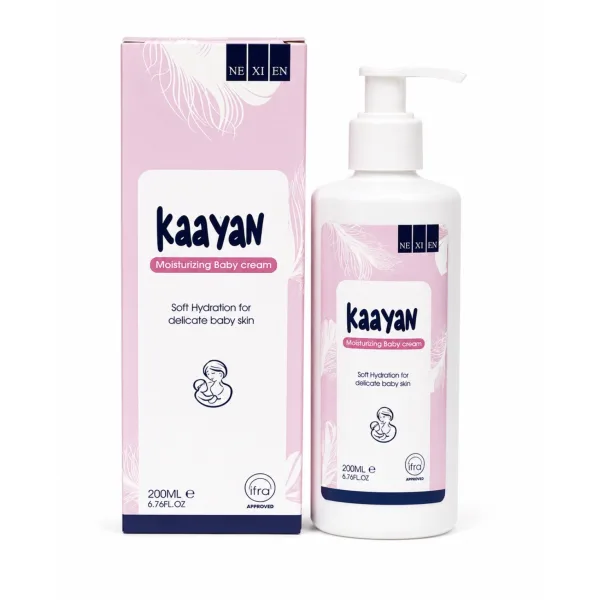 NE XI EN
Kaayan
Moisturizing Baby cream
Soft Hydration for
delicate baby skin
200ML ℮
6.76FL.OZ
ifra
APPROVED
NE XI EN
Kaayan
Moisturizing Baby cream
Soft Hydration for
delicate baby skin
200ML ℮
6.76FL.OZ
ifra
APPROVED